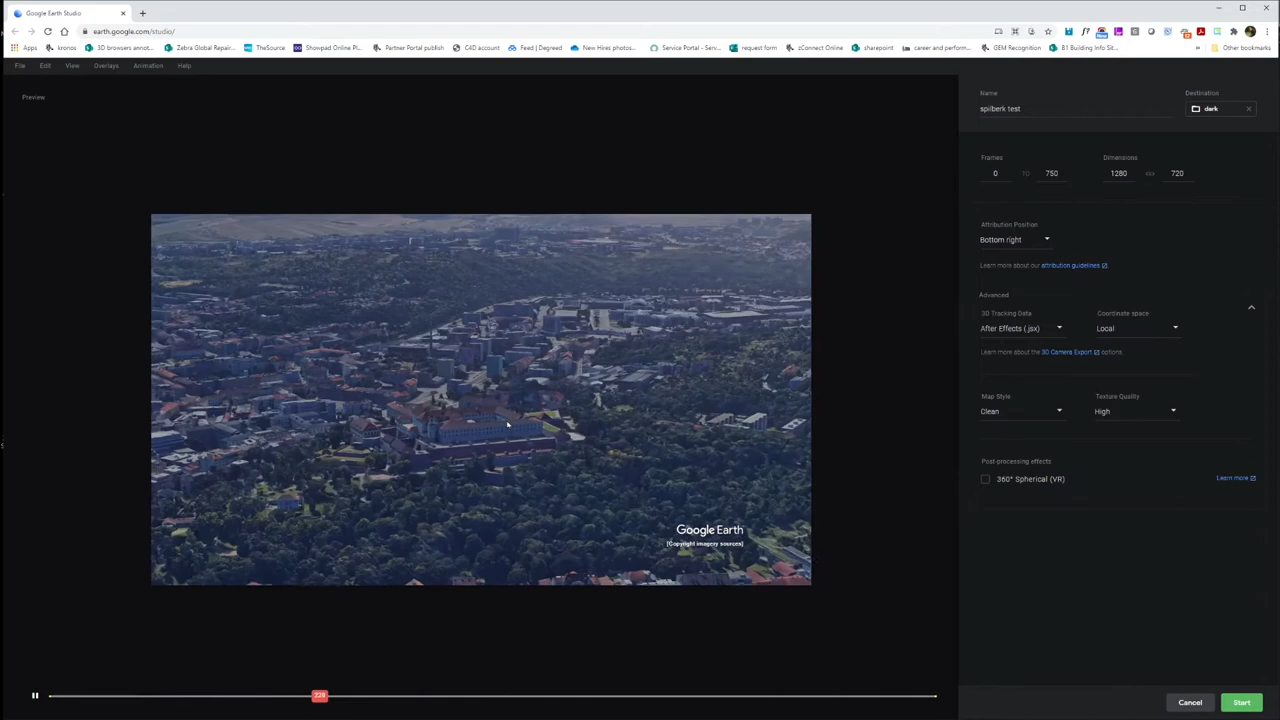 Google Earth Studio
earth.google.com/studio/
Apps
kronos
3D browsers annot...
Zebra Global Repair...
TheSource
Showpad Online Pl...
Partner Portal publish
C4D account
Feed | Degreed
New Hires photos...
Service Portal - Serv...
request form
zConnect Online
sharepoint
career and perform...
GEM Recognition
B1 Building Info Sit...
»
Other bookmarks
File Edit View Overlays Animation Help
Preview
Name
Destination
spilberk test
dark
Frames
Dimensions
0 TO 750
1280 720
Attribution Position
Bottom right
Learn more about our attribution guidelines.
Advanced
3D Tracking Data
Coordinate space
After Effects (.jsx)
Local
Learn more about the 3D Camera Export options.
Map Style
Texture Quality
Clean
High
Post-processing effects
360° Spherical (VR)
Learn more
Google Earth
[Copyright imagery sources]
Cancel
Start